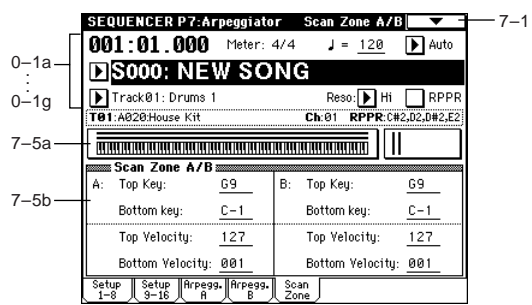 SEQUENCER P7:Arpeggiator Scan Zone A/B
7–1
001:01.000 Meter: 4/4 ♩ = 120 Auto
0–1a
:
0–1g
S000: NEW SONG
Track01: Drums 1 Reso: Hi RPPR
T01:A020:House Kit Ch:01 RPPR:C#2,D2,D#2,E2
7–5a
Scan Zone A/B
7–5b
A: Top Key: G9 B: Top Key: G9
Bottom key: C-1 Bottom Key: C-1
Top Velocity: 127 Top Velocity: 127
Bottom Velocity: 001 Bottom Velocity: 001
Setup 1-8 Setup 9-16 Arpegg. A Arpegg. B Scan Zone